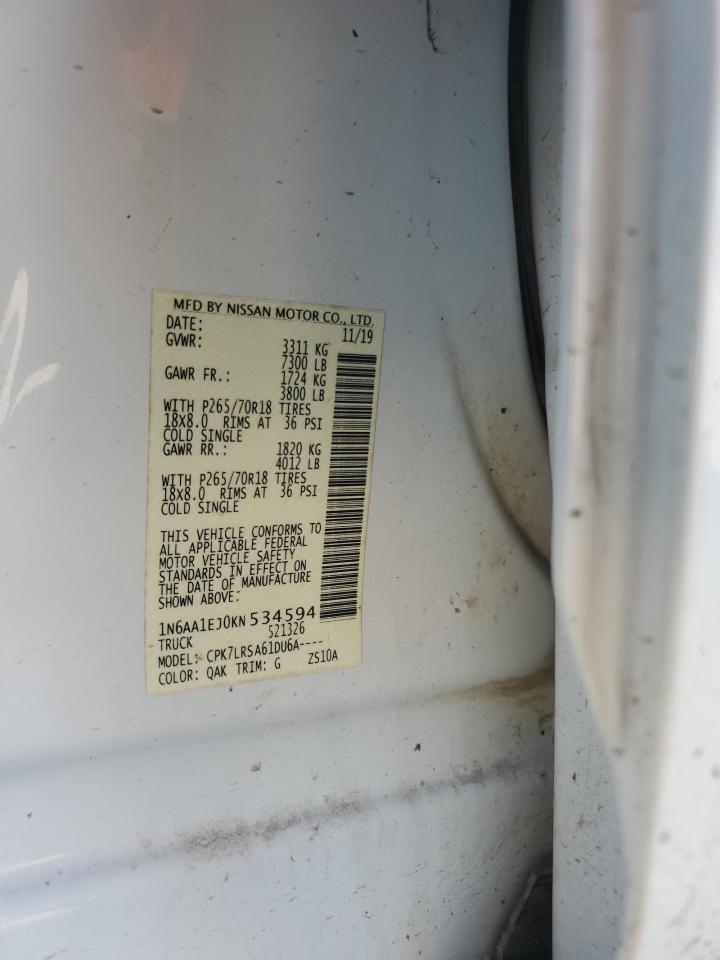 MFD BY NISSAN MOTOR CO., LTD.
DATE: 11/19
GVWR: 3311 KG
7300 LB
GAWR FR.: 1724 KG
3800 LB
WITH P265/70R18 TIRES
18X8.0 RIMS AT 36 PSI
COLD SINGLE
GAWR RR.: 1820 KG
4012 LB
WITH P265/70R18 TIRES
18X8.0 RIMS AT 36 PSI
COLD SINGLE
THIS VEHICLE CONFORMS TO
ALL APPLICABLE FEDERAL
MOTOR VEHICLE SAFETY
STANDARDS IN EFFECT ON
THE DATE OF MANUFACTURE
SHOWN ABOVE:
1N6AA1EJ0KN534594
TRUCK 521326
MODEL: CPK7LRSA61DU6A----
COLOR: QAK TRIM: G ZS10A